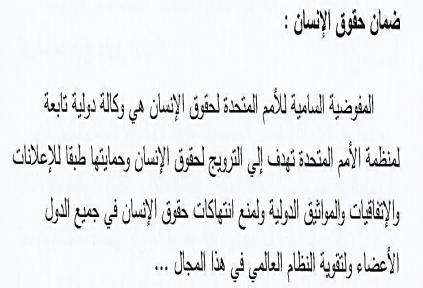 ضمان حقوق الإنسان :
المفوضية السامية للأمم المتحدة لحقوق الإنسان هي وكالة دولية تابعة
لمنظمة الأمم المتحدة تهدف إلي الترويج لحقوق الإنسان وحمايتها طبقا للإعلانات
والإتفاقيات والمواثيق الدولية ولمنع انتهاكات حقوق الإنسان في جميع الدول
الأعضاء ولتقوية النظام العالمي في هذا المجال ...